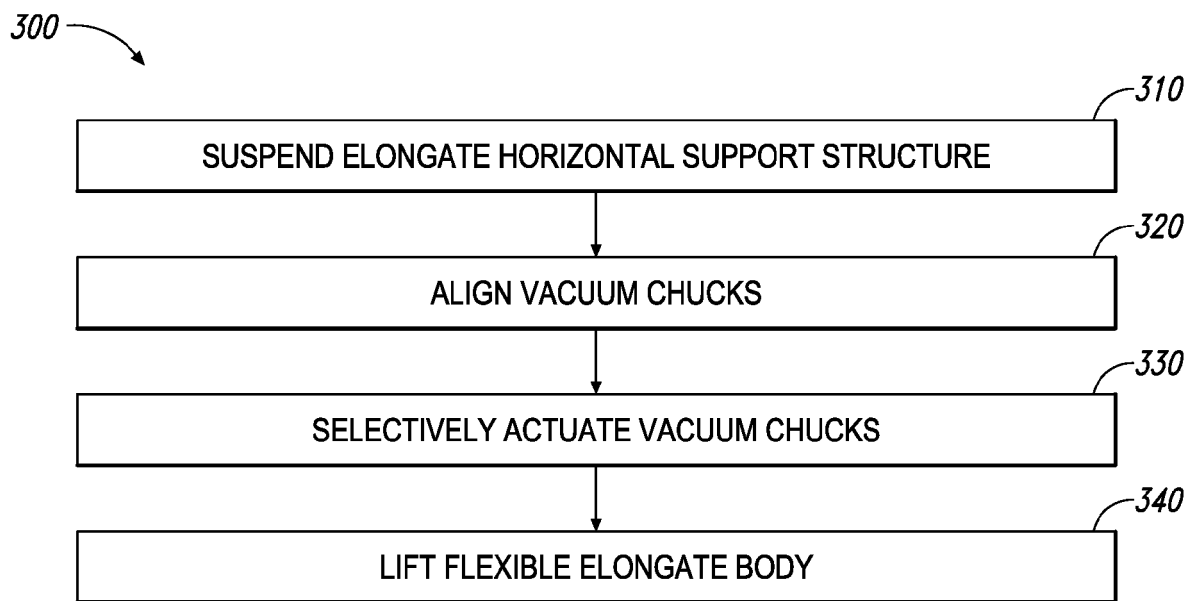 300
310
SUSPEND ELONGATE HORIZONTAL SUPPORT STRUCTURE
320
ALIGN VACUUM CHUCKS
330
SELECTIVELY ACTUATE VACUUM CHUCKS
340
LIFT FLEXIBLE ELONGATE BODY